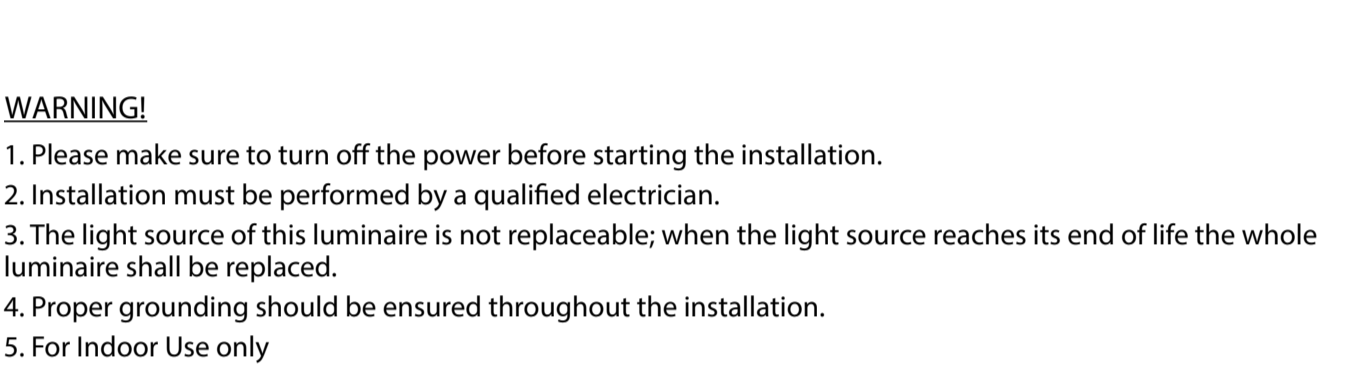 WARNING!
1. Please make sure to turn off the power before starting the installation.
2. Installation must be performed by a qualified electrician.
3. The light source of this luminaire is not replaceable; when the light source reaches its end of life the whole
luminaire shall be replaced.
4. Proper grounding should be ensured throughout the installation.
5. For Indoor Use only